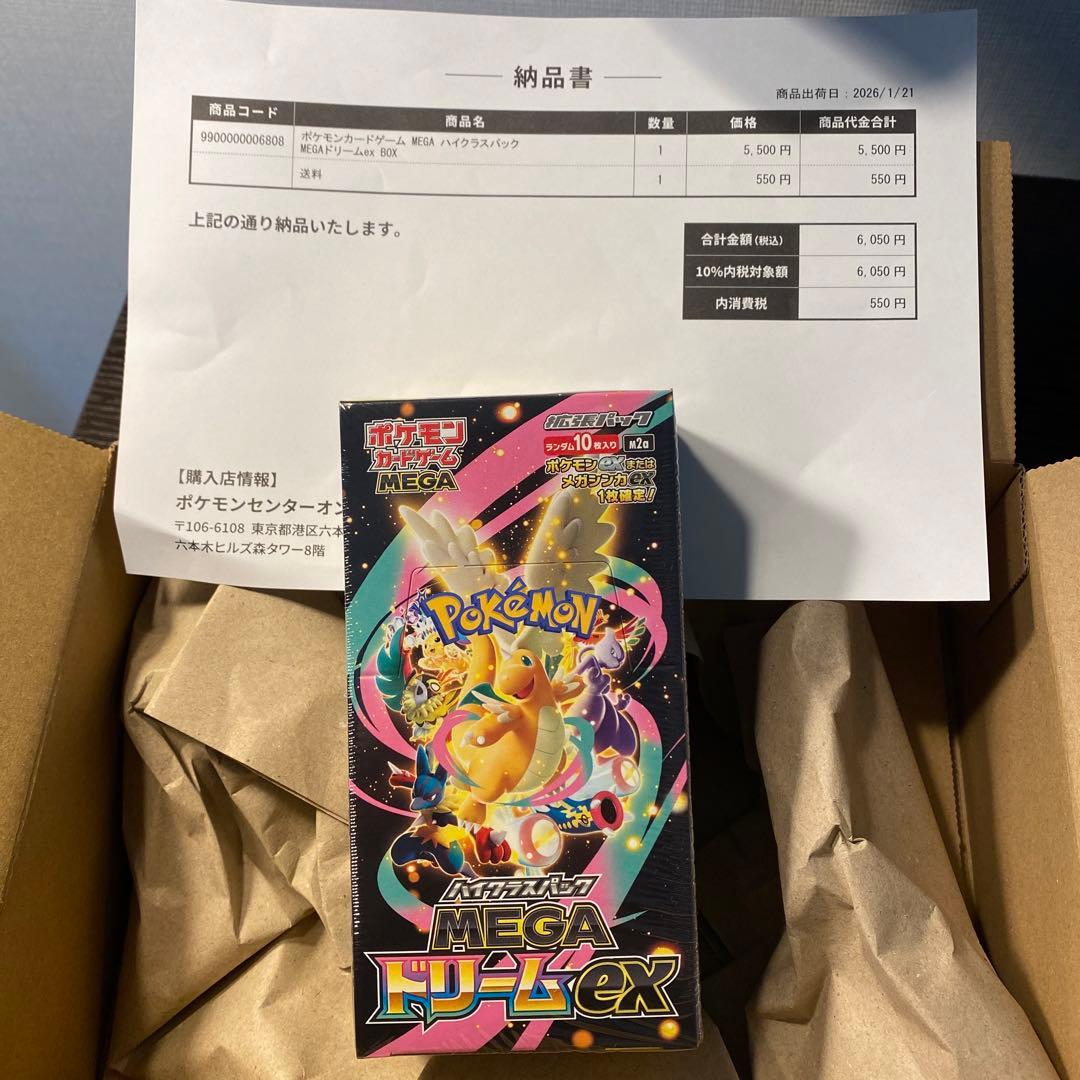 納品書
商品出荷日：2026/1/21
商品コード 商品名 数量 価格 商品代金合計
9900000006808 ポケモンカードゲーム MEGA ハイクラスパック
MEGAドリームex BOX 1 5,500 円 5,500 円
送料 1 550 円 550 円
上記の通り納品いたします。
合計金額(税込) 6,050 円
10%内税対象額 6,050 円
内消費税 550 円
【購入店情報】
ポケモンセンターオン
〒106-6108 東京都港区六本
六本木ヒルズ森タワー8階
ポケモン
カードゲーム
MEGA
拡張パック
ランダム10枚入り M2a
ポケモンexまたは
メガシンカex
1枚確定！
POKéMON
ハイクラスパック
MEGA
ドリームex